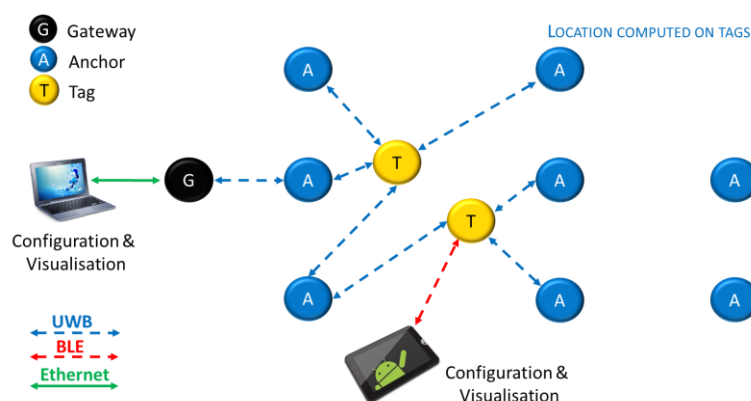 G Gateway
A Anchor
T Tag
LOCATION COMPUTED ON TAGS
A
A
T
G
A
A
A
T
A
A
A
Configuration &
Visualisation
UWB
BLE
Ethernet
Configuration &
Visualisation